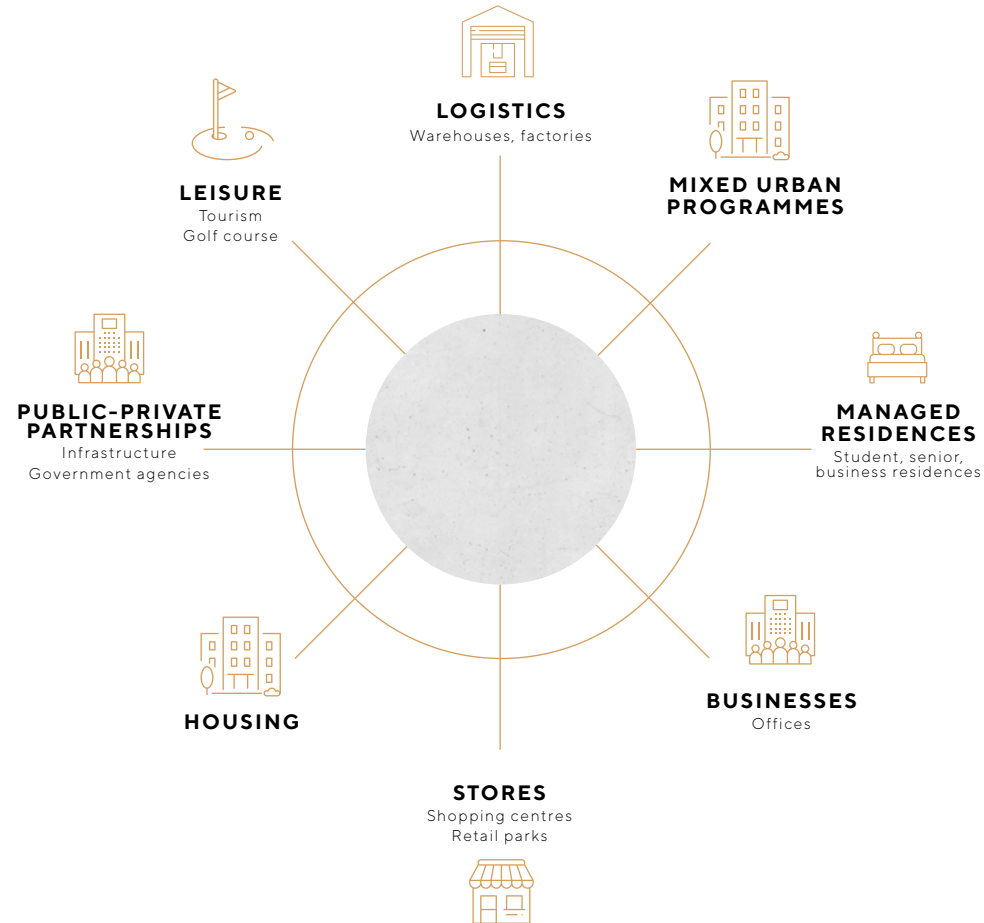 LOGISTICS
Warehouses, factories
MIXED URBAN
PROGRAMMES
LEISURE
Tourism
Golf course
PUBLIC-PRIVATE
PARTNERSHIPS
Infrastructure
Government agencies
MANAGED
RESIDENCES
Student, senior,
business residences
HOUSING
BUSINESSES
Offices
STORES
Shopping centres
Retail parks